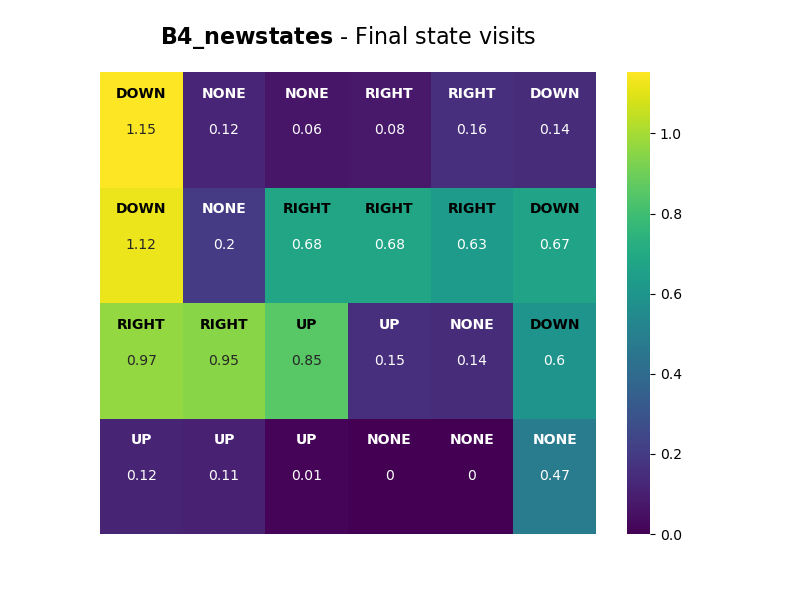 B4_newstates - Final state visits
DOWN NONE NONE RIGHT RIGHT DOWN
1.15 0.12 0.06 0.08 0.16 0.14
DOWN NONE RIGHT RIGHT RIGHT DOWN
1.12 0.2 0.68 0.68 0.63 0.67
RIGHT RIGHT UP UP NONE DOWN
0.97 0.95 0.85 0.15 0.14 0.6
UP UP UP NONE NONE NONE
0.12 0.11 0.01 0 0 0.47
1.0
0.8
0.6
0.4
0.2
0.0